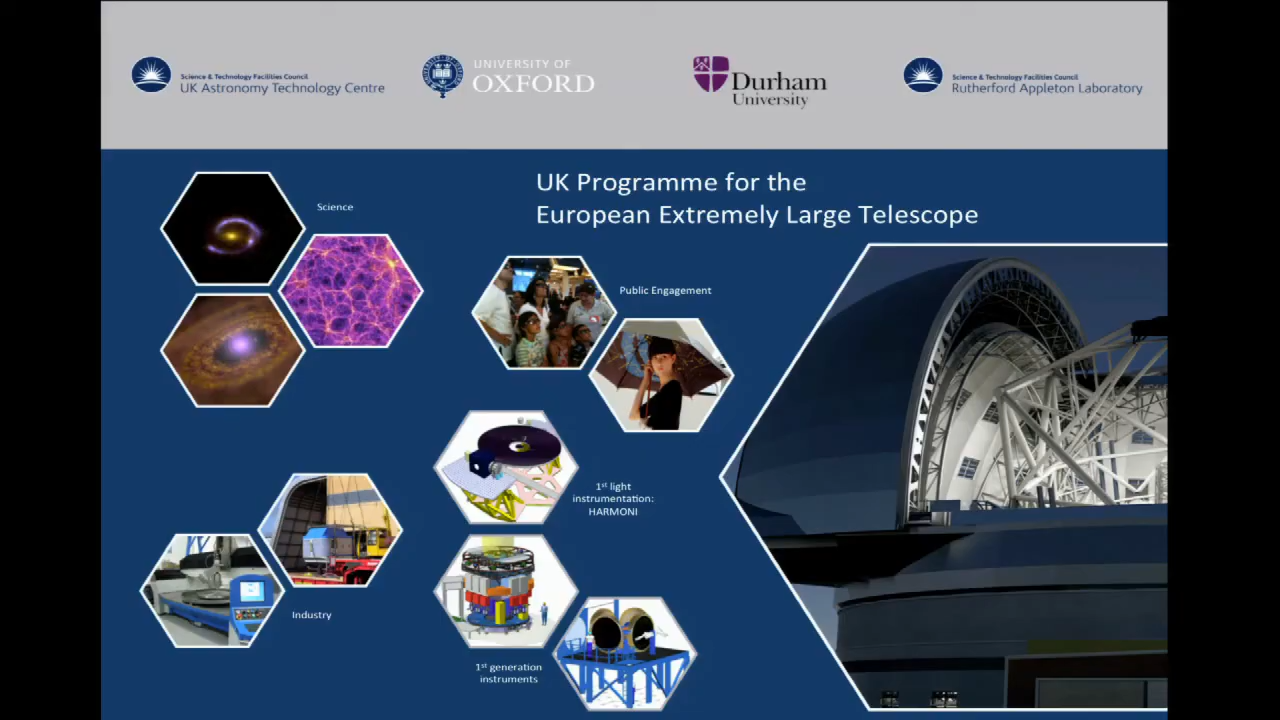 Science & Technology Facilities Council
UK Astronomy Technology Centre
UNIVERSITY OF
OXFORD
Durham
University
Science & Technology Facilities Council
Rutherford Appleton Laboratory
UK Programme for the
European Extremely Large Telescope
Science
Public Engagement
1st light
instrumentation:
HARMONI
Industry
1st generation
instruments